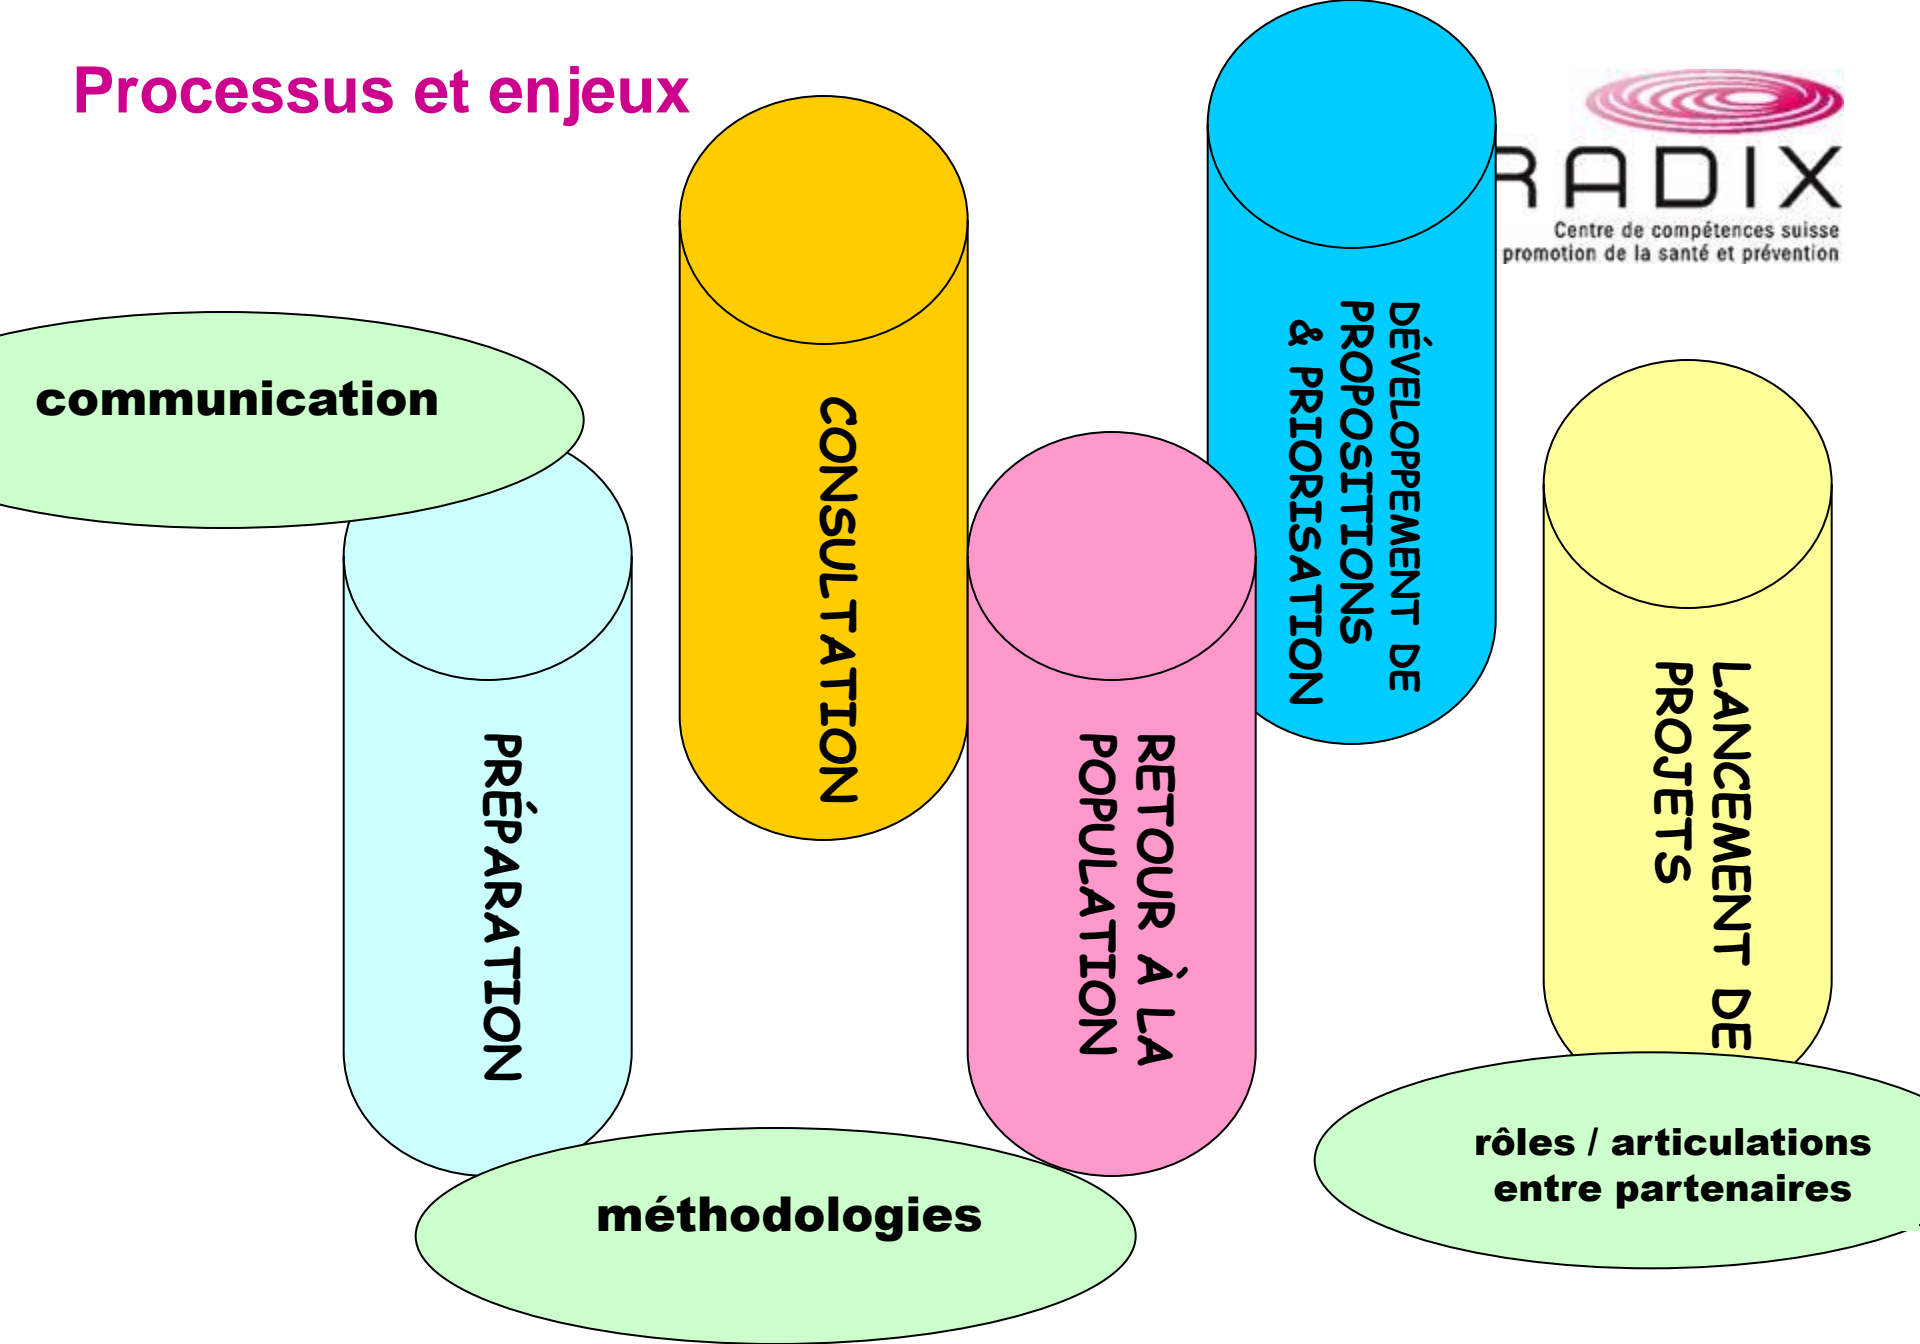 Processus et enjeux
RADIX
Centre de compétences suisse
promotion de la santé et prévention
communication
PRÉPARATION
CONSULTATION
RETOUR À LA
POPULATION
DÉVELOPPEMENT DE
PROPOSITIONS
& PRIORISATION
LANCEMENT DE
PROJETS
méthodologies
rôles / articulations
entre partenaires